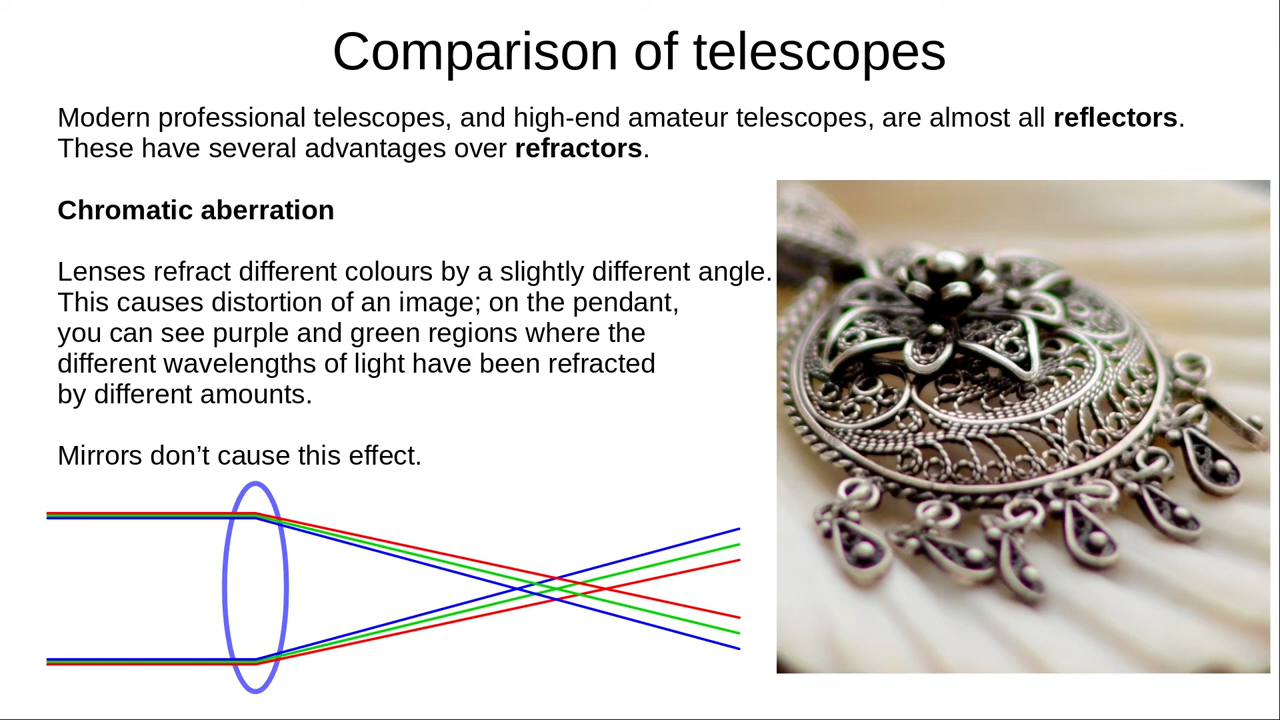 Comparison of telescopes
Modern professional telescopes, and high-end amateur telescopes, are almost all reflectors.
These have several advantages over refractors.
Chromatic aberration
Lenses refract different colours by a slightly different angle.
This causes distortion of an image; on the pendant,
you can see purple and green regions where the
different wavelengths of light have been refracted
by different amounts.
Mirrors don’t cause this effect.